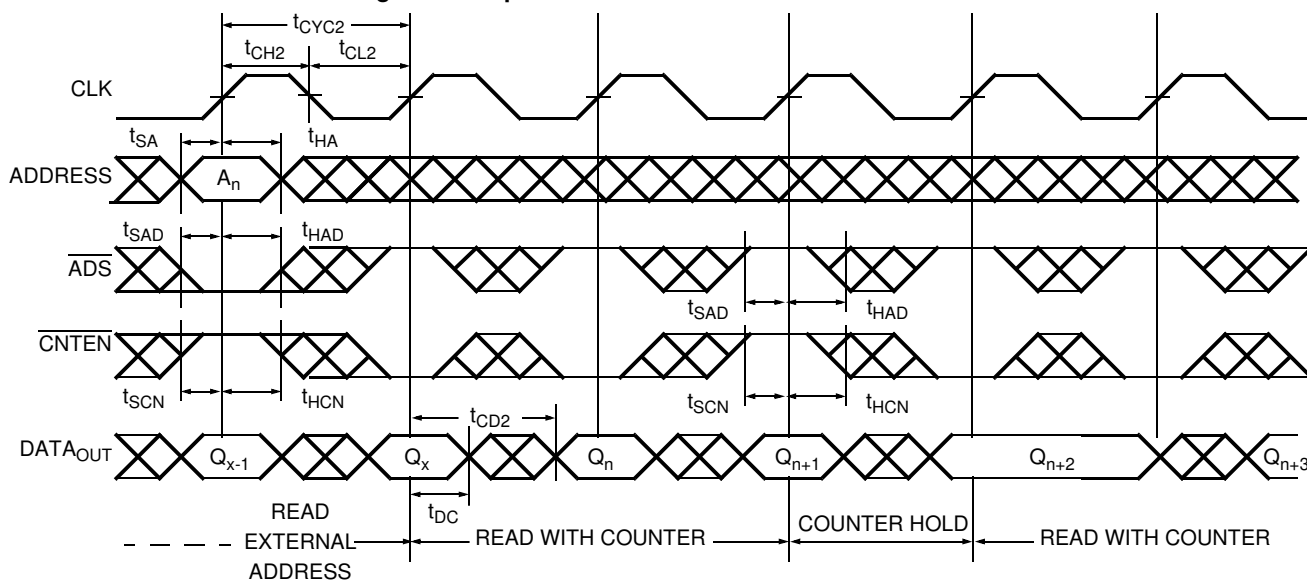 tCYC2
tCH2 tCL2
CLK
tSA tHA
ADDRESS An
tSAD tHAD
ADS
tSAD tHAD
CNTEN
tSCN tHCN tSCN tHCN
tCD2
DATAOUT Qx-1 Qx Qn Qn+1 Qn+2 Qn+3
tDC
READ
EXTERNAL
ADDRESS
READ WITH COUNTER COUNTER HOLD READ WITH COUNTER